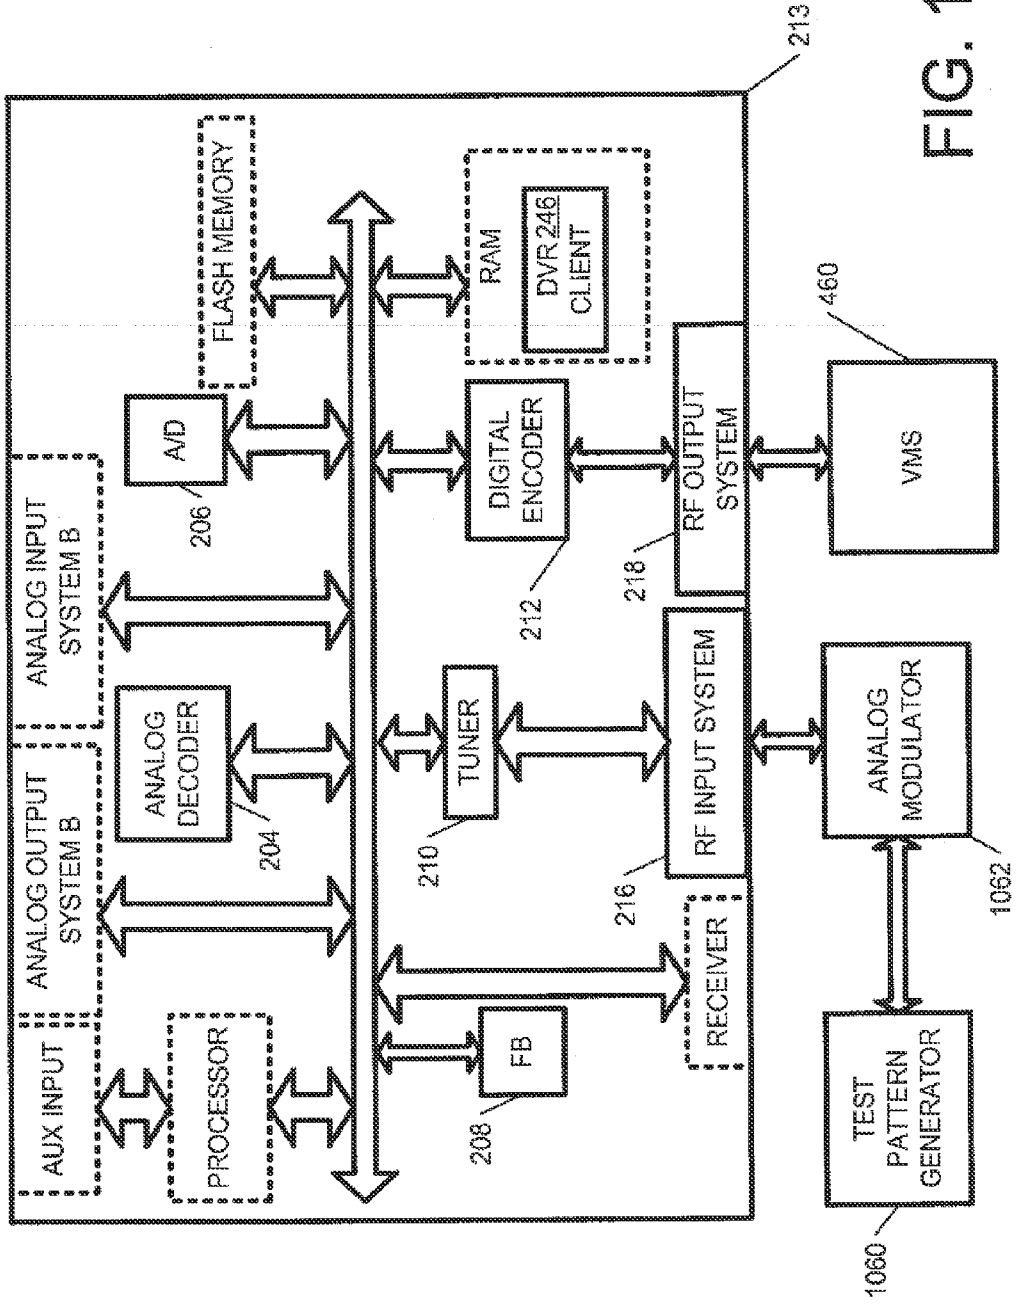 AUX INPUT
ANALOG OUTPUT
SYSTEM B
ANALOG INPUT
SYSTEM B
PROCESSOR
ANALOG
DECODER
204
A/D
206
FLASH MEMORY
FB
208
TUNER
210
DIGITAL
ENCODER
212
RAM
DVR 246
CLIENT
RECEIVER
216
RF INPUT SYSTEM
218
RF OUTPUT
SYSTEM
213
1060
TEST
PATTERN
GENERATOR
ANALOG
MODULATOR
1062
VMS
460
FIG. 1